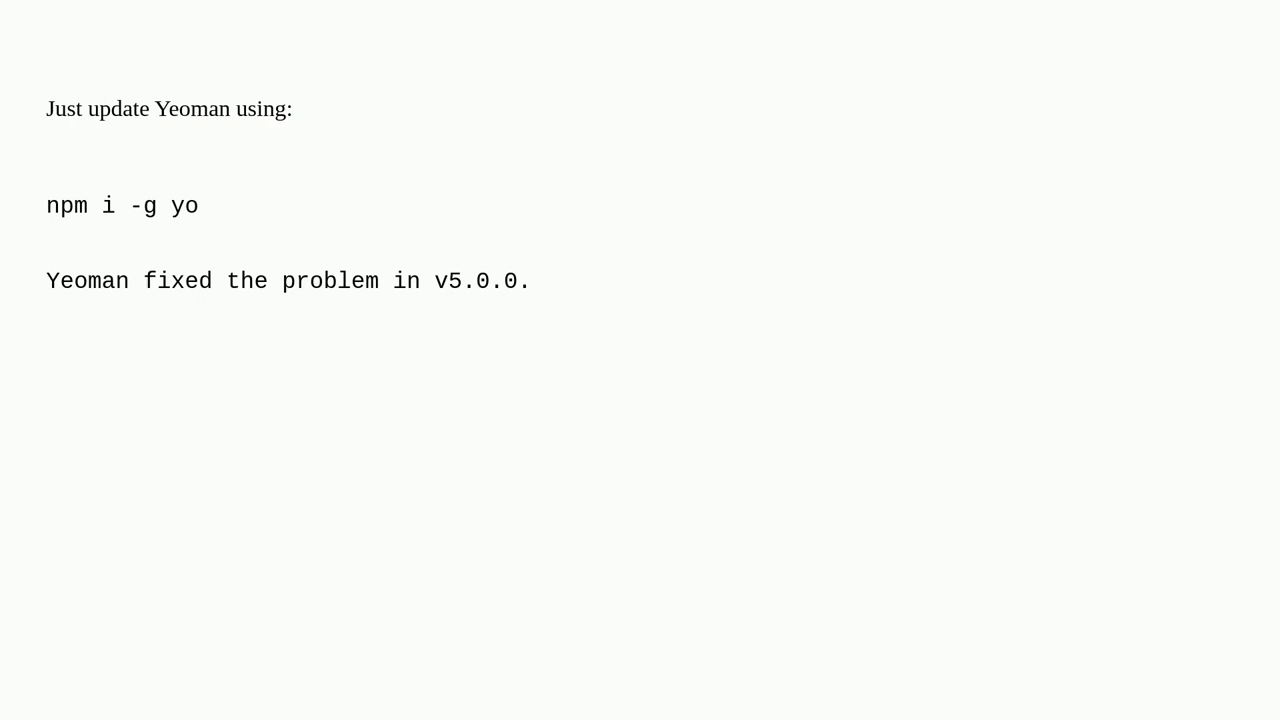 Just update Yeoman using:
npm i -g yo
Yeoman fixed the problem in v5.0.0.